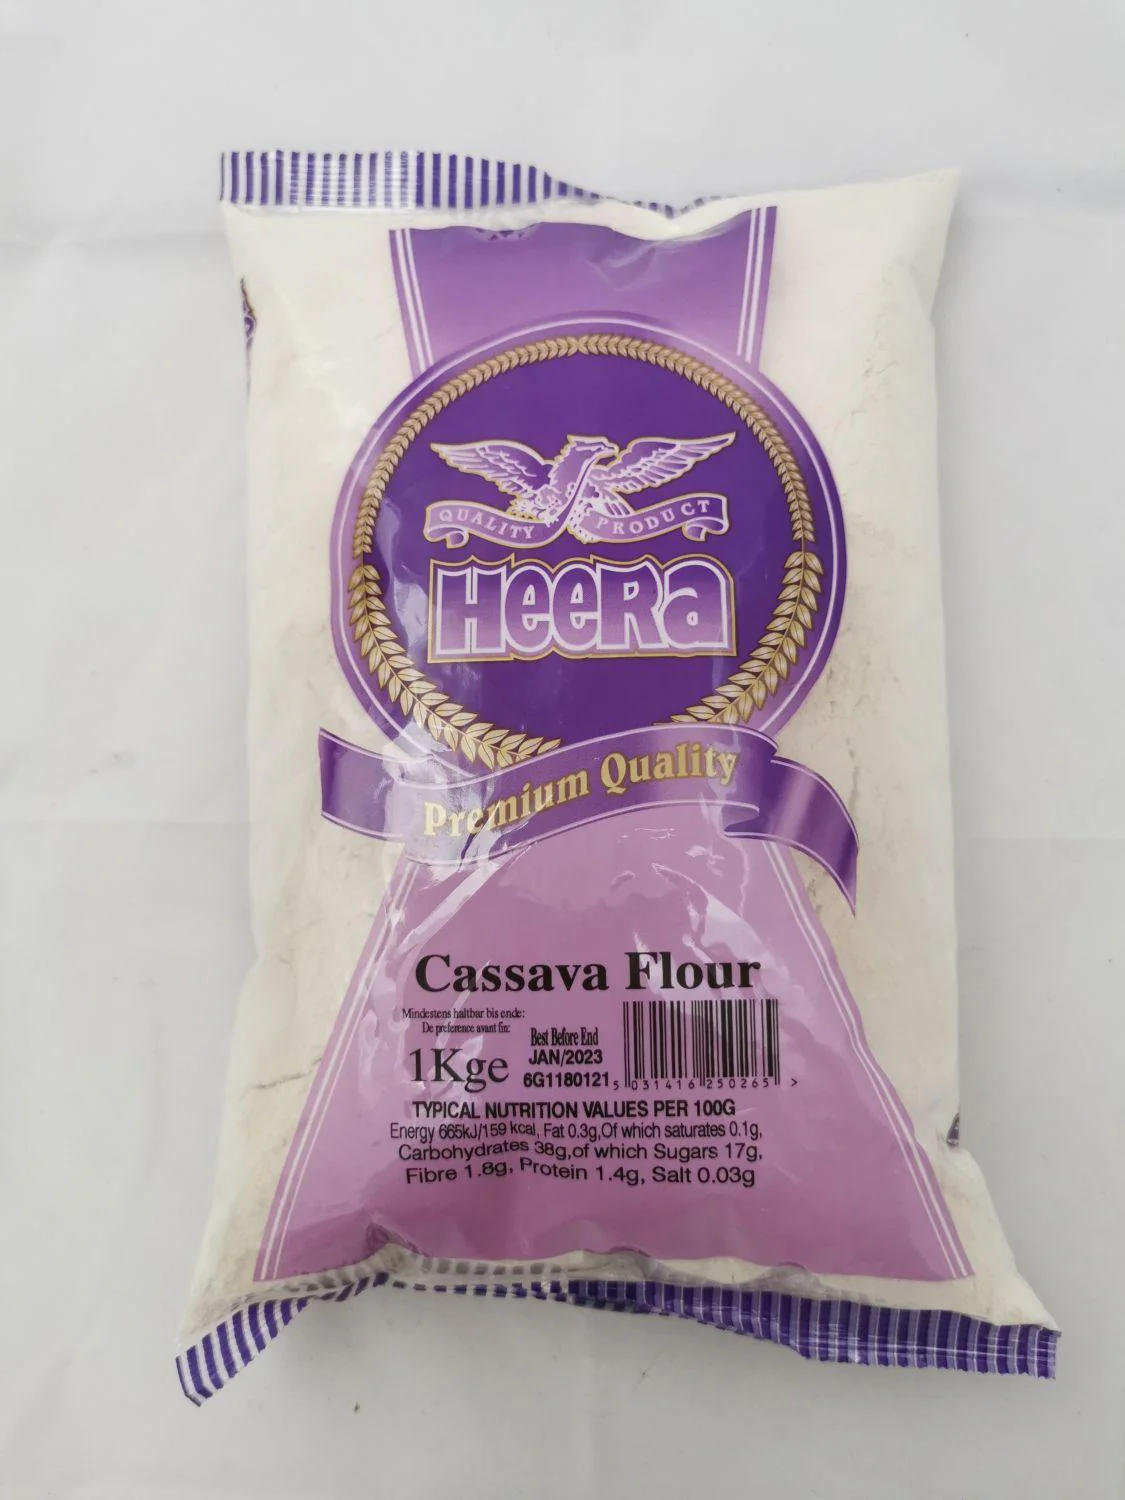 QUALITY PRODUCT
HeeRa
Premium Quality
Cassava Flour
Mindestens haltbar bis ende:
De preference avant fin:
1Kge
Best Before End
JAN/2023
6G1180121
5 031416 250265 >
TYPICAL NUTRITION VALUES PER 100G
Energy 665kJ/159 kcal, Fat 0.3g,Of which saturates 0.1g,
Carbohydrates 38g,of which Sugars 17g,
Fibre 1.8g, Protein 1.4g, Salt 0.03g